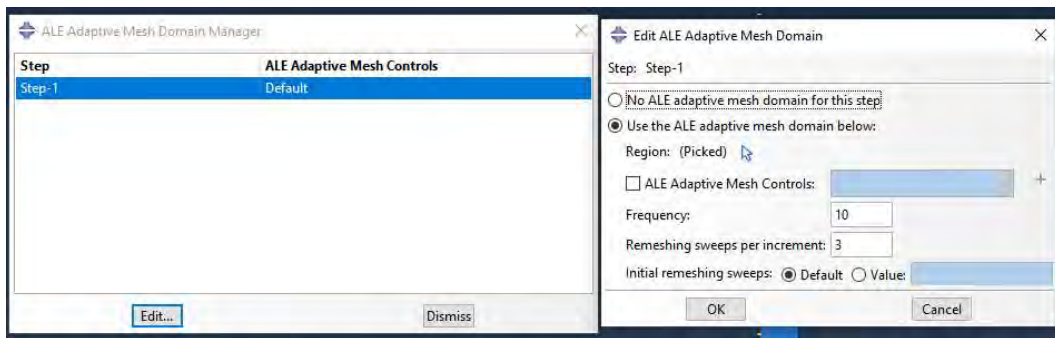 ALE Adaptive Mesh Domain Manager
Step ALE Adaptive Mesh Controls
Step-1 Default
Edit... Dismiss
Edit ALE Adaptive Mesh Domain
Step: Step-1
No ALE adaptive mesh domain for this step
Use the ALE adaptive mesh domain below:
Region: (Picked)
ALE Adaptive Mesh Controls:
Frequency: 10
Remeshing sweeps per increment: 3
Initial remeshing sweeps: Default Value:
OK Cancel